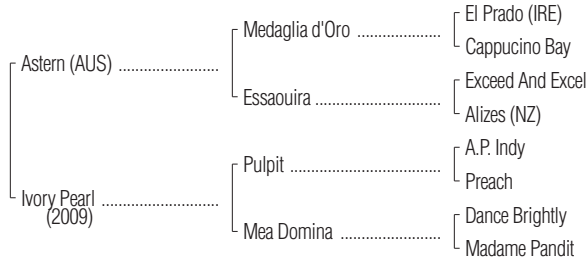 El Prado (IRE)
Medaglia d'Oro ....................
Cappucino Bay
Astern (AUS) ........................
Exceed And Excel
Essaouira ............................
Alizes (NZ)
A.P. Indy
Pulpit ..................................
Preach
Ivory Pearl ............................
(2009)
Dance Brightly
Mea Domina ........................
Madame Pandit